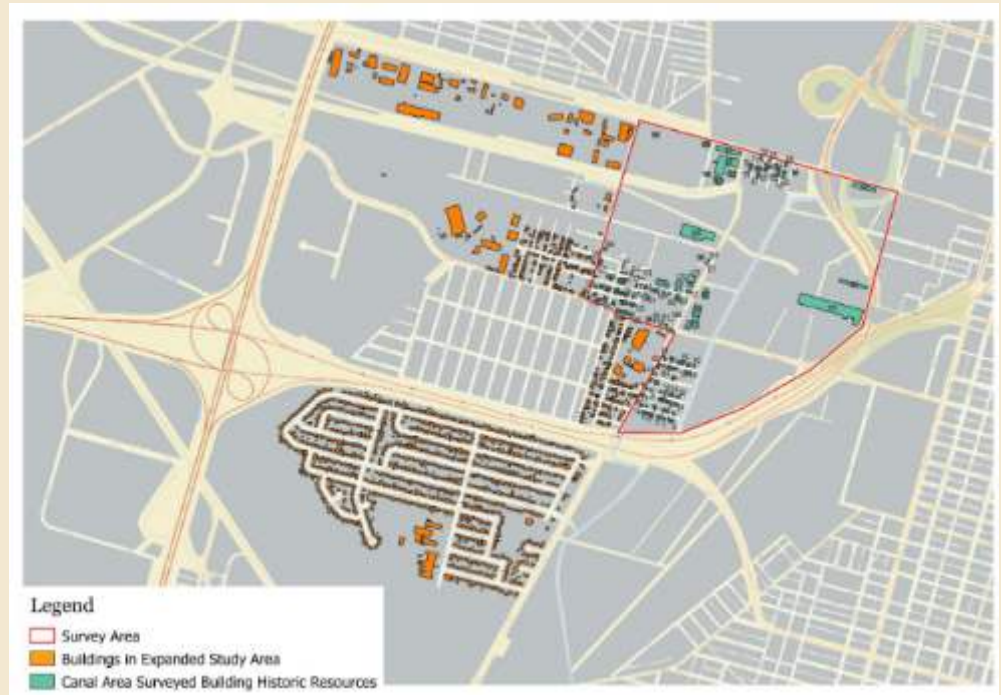 Legend
Survey Area
Buildings in Expanded Study Area
Canal Area Surveyed Building Historic Resources